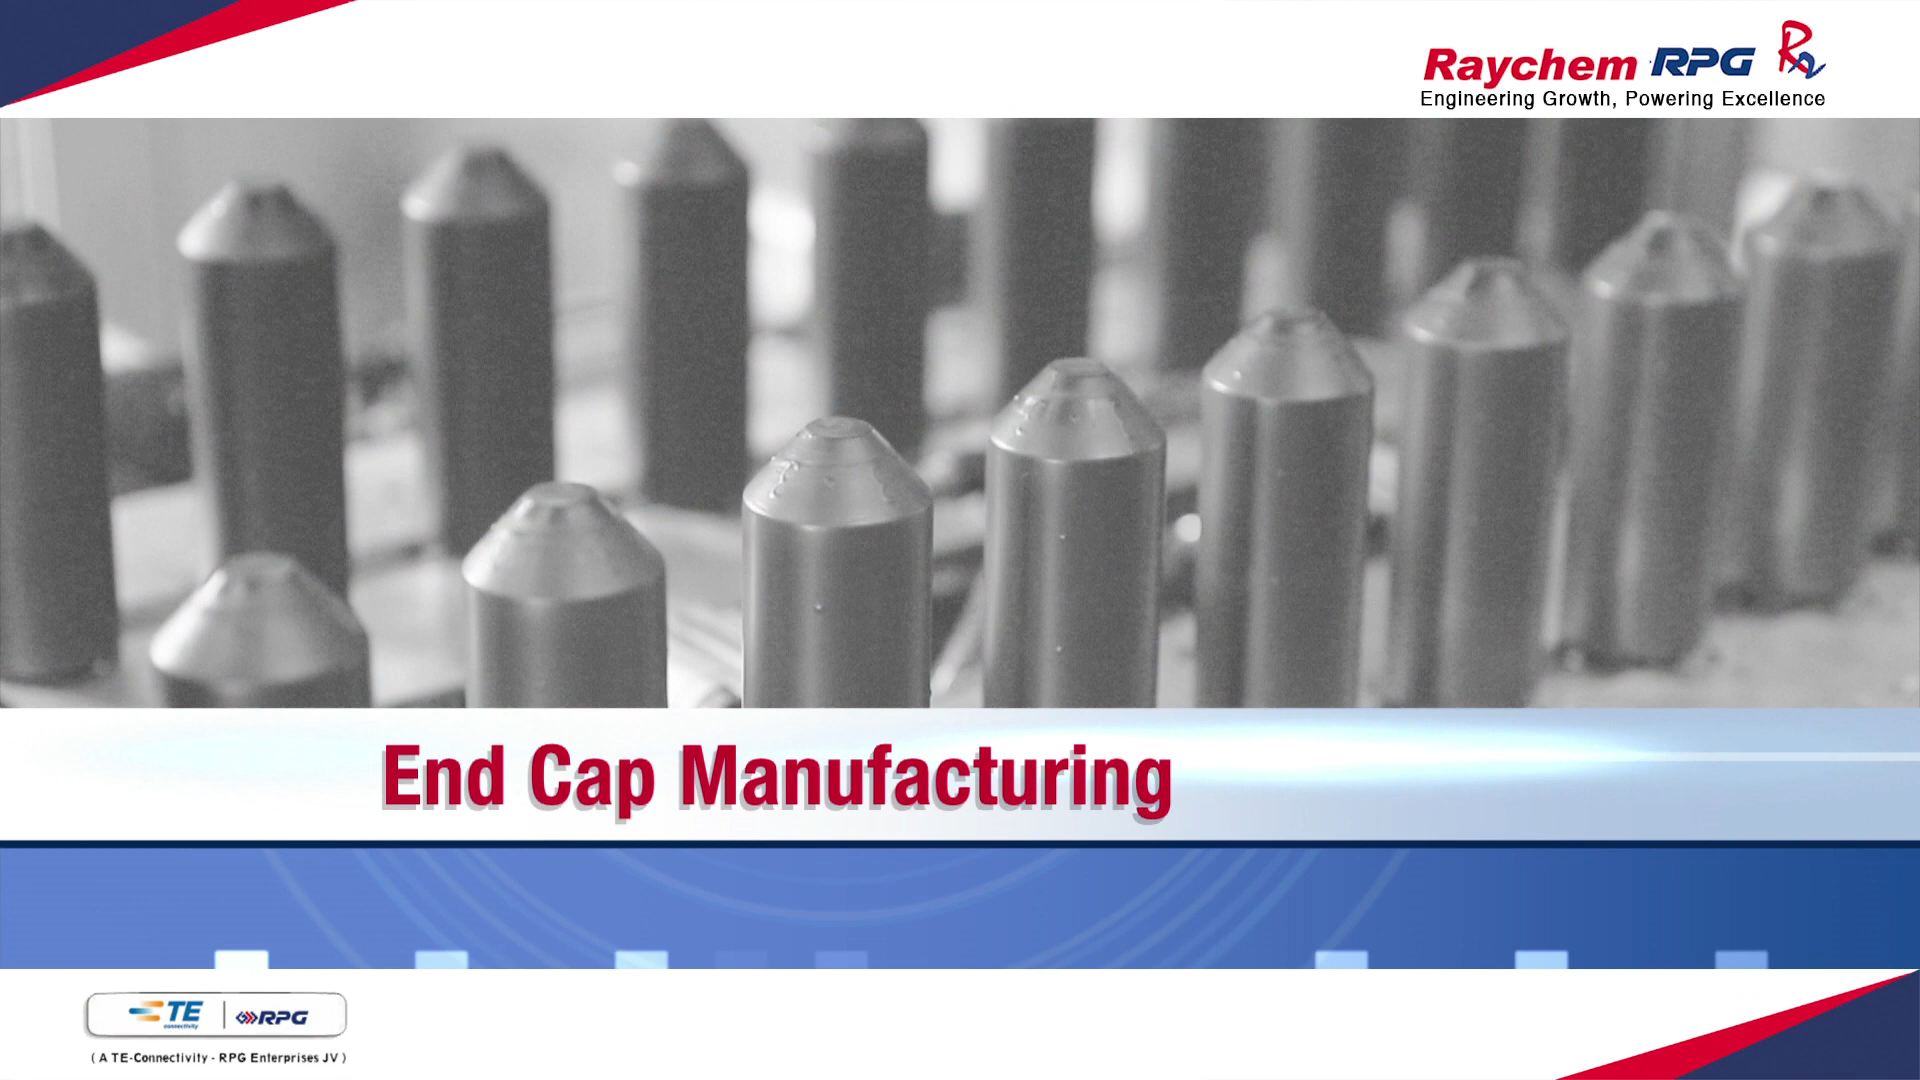 Raychem RPG
Engineering Growth, Powering Excellence
End Cap Manufacturing
TE connectivity RPG
( A TE-Connectivity - RPG Enterprises JV )